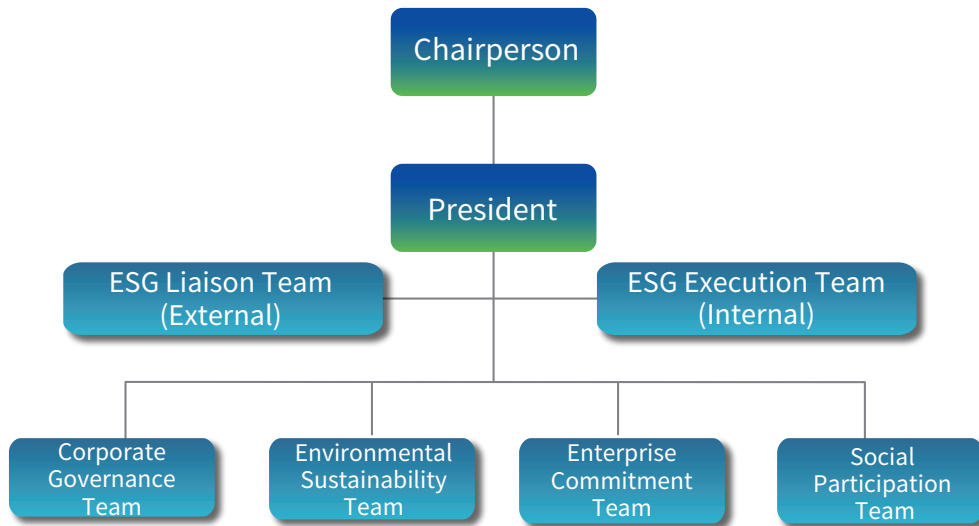 Chairperson
President
ESG Liaison Team
(External)
ESG Execution Team
(Internal)
Corporate
Governance
Team
Environmental
Sustainability
Team
Enterprise
Commitment
Team
Social
Participation
Team